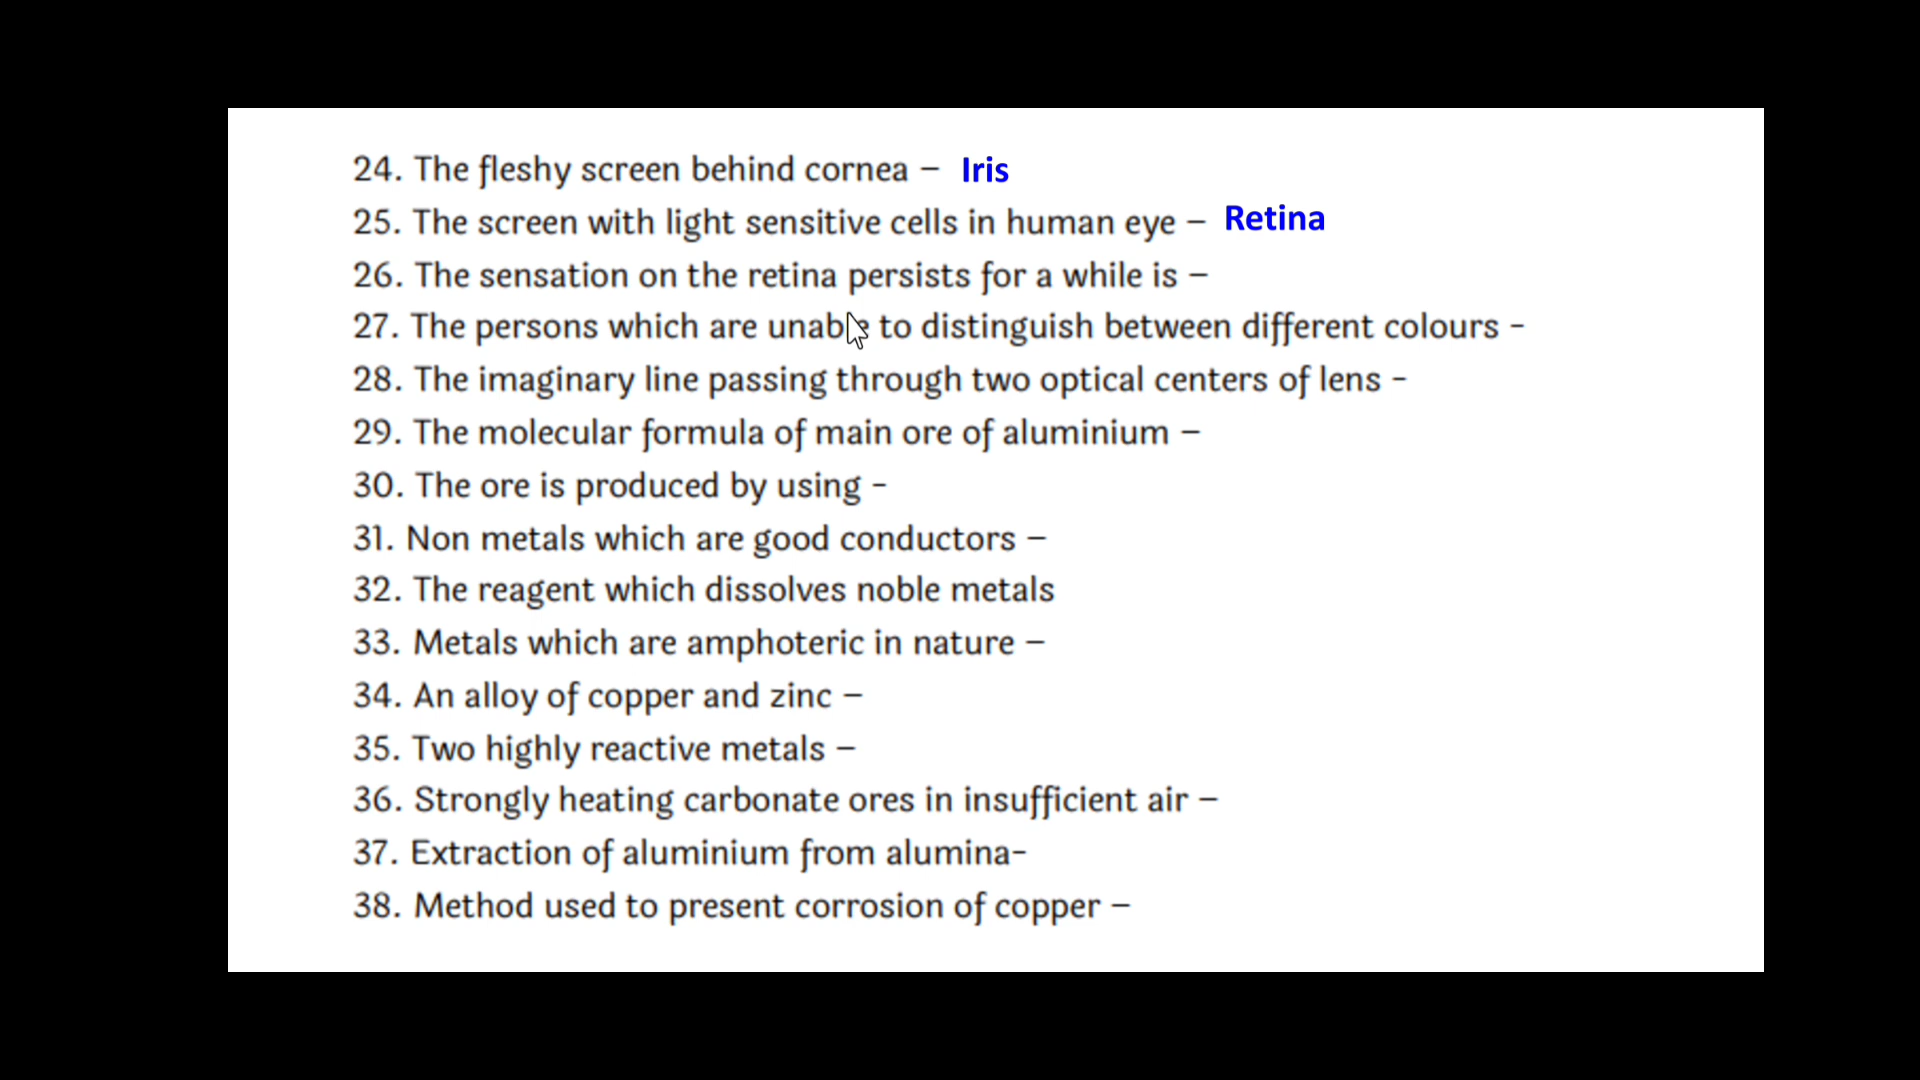 24. The fleshy screen behind cornea – Iris
25. The screen with light sensitive cells in human eye – Retina
26. The sensation on the retina persists for a while is –
27. The persons which are unable to distinguish between different colours -
28. The imaginary line passing through two optical centers of lens -
29. The molecular formula of main ore of aluminium –
30. The ore is produced by using -
31. Non metals which are good conductors –
32. The reagent which dissolves noble metals
33. Metals which are amphoteric in nature –
34. An alloy of copper and zinc –
35. Two highly reactive metals –
36. Strongly heating carbonate ores in insufficient air –
37. Extraction of aluminium from alumina-
38. Method used to present corrosion of copper –